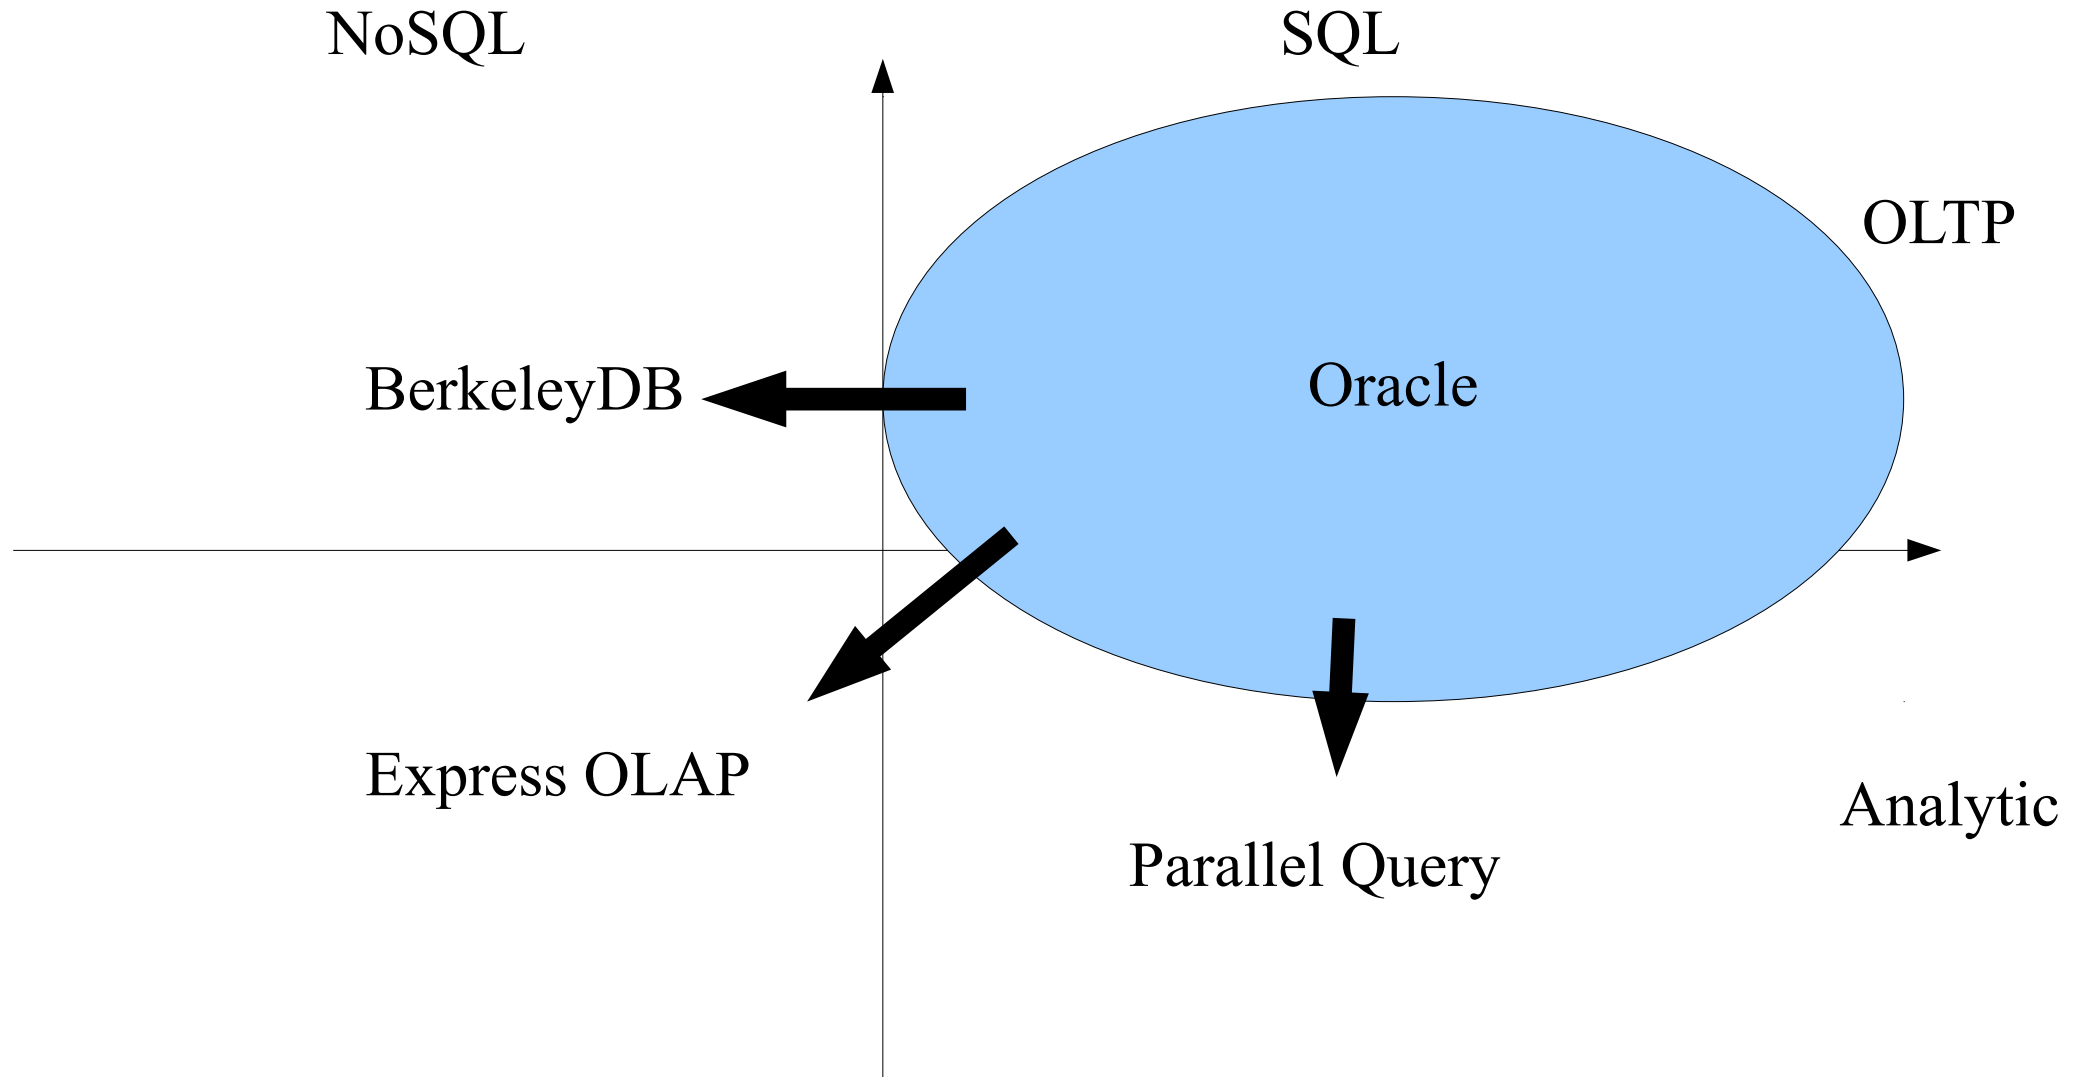 NoSQL
SQL
OLTP
BerkeleyDB
Oracle
Express OLAP
Analytic
Parallel Query